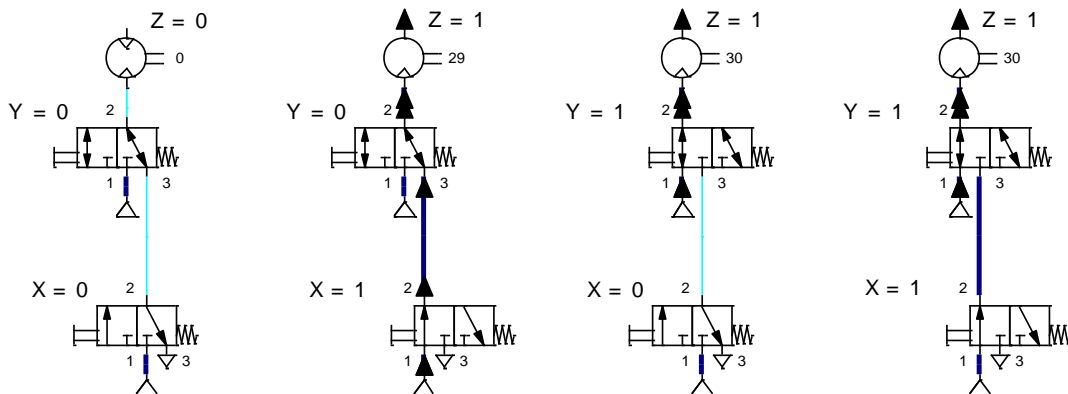 Z = 0
Z = 1
Z = 1
Z = 1
0
29
30
30
2
2
2
2
Y = 0
Y = 0
Y = 1
Y = 1
1
3
1
3
1
3
1
3
X = 0
2
X = 1
2
X = 0
2
X = 1
2
1
3
1
3
1
3
1
3